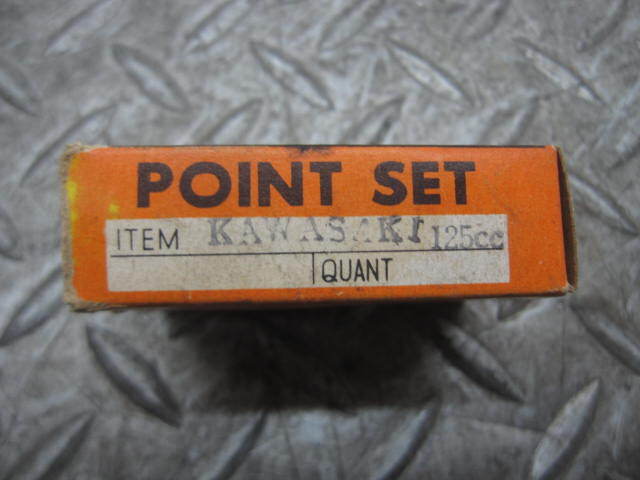 POINT SET
ITEM KAWASAKI 125cc
QUANT